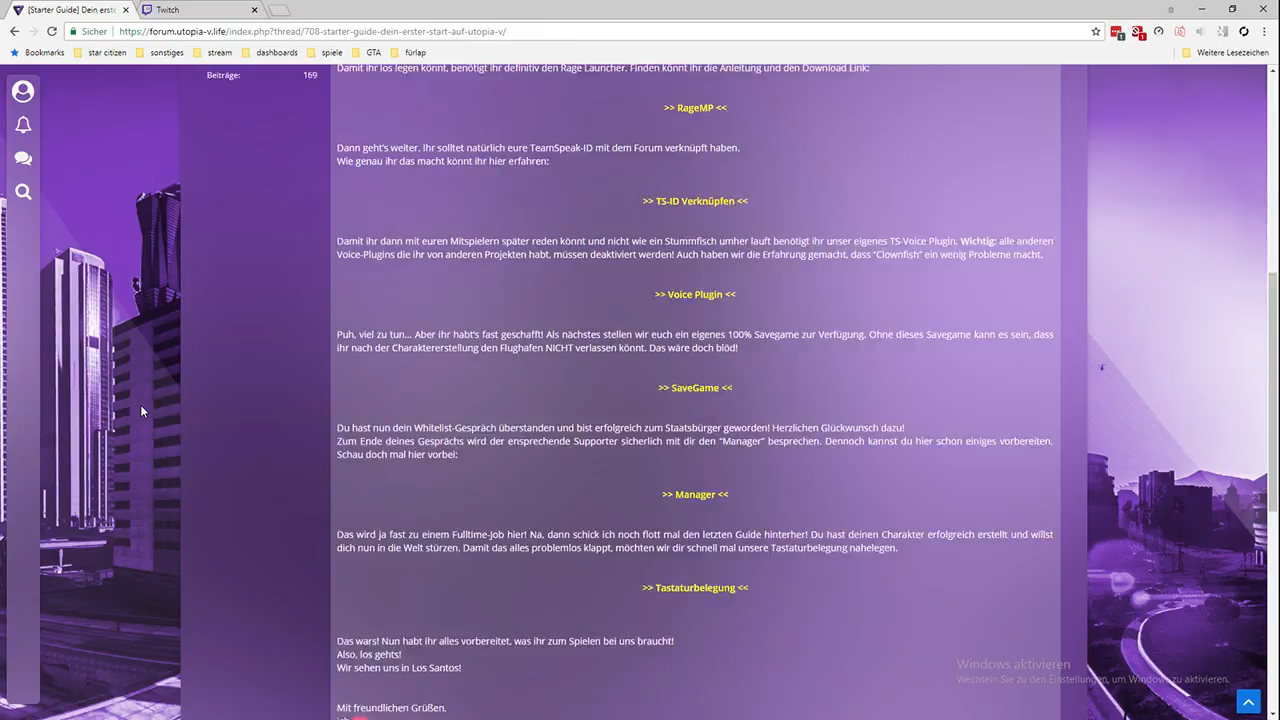 [Starter Guide] Dein erste
Twitch
Sicher
https://forum.utopia-v.life/index.php?thread/708-starter-guide-dein-erster-start-auf-utopia-v/
Bookmarks
star citizen
sonstiges
stream
dashboards
spiele
GTA
fürlap
Weitere Lesezeichen
Beiträge: 169
Damit ihr los legen könnt, benötigt ihr definitiv den Rage Launcher. Finden könnt ihr die Anleitung und den Download Link:
>> RageMP <<
Dann geht's weiter. Ihr solltet natürlich eure TeamSpeak-ID mit dem Forum verknüpft haben.
Wie genau ihr das macht könnt ihr hier erfahren:
>> TS-ID Verknüpfen <<
Damit ihr dann mit euren Mitspielern später reden könnt und nicht wie ein Stummfisch umher lauft benötigt ihr unser eigenes TS-Voice Plugin. Wichtig: alle anderen
Voice-Plugins die ihr von anderen Projekten habt, müssen deaktiviert werden! Auch haben wir die Erfahrung gemacht, dass "Clownfish" ein wenig Probleme macht.
>> Voice Plugin <<
Puh, viel zu tun... Aber ihr habt's fast geschafft! Als nächstes stellen wir euch ein eigenes 100% Savegame zur Verfügung. Ohne dieses Savegame kann es sein, dass
ihr nach der Charaktererstellung den Flughafen NICHT verlassen könnt. Das wäre doch blöd!
>> SaveGame <<
Du hast nun dein Whitelist-Gespräch überstanden und bist erfolgreich zum Staatsbürger geworden! Herzlichen Glückwunsch dazu!
Zum Ende deines Gesprächs wird der ensprechende Supporter sicherlich mit dir den "Manager" besprechen. Dennoch kannst du hier schon einiges vorbereiten.
Schau doch mal hier vorbei:
>> Manager <<
Das wird ja fast zu einem Fulltime-Job hier! Na, dann schick ich noch flott mal den letzten Guide hinterher! Du hast deinen Charakter erfolgreich erstellt und willst
dich nun in die Welt stürzen. Damit das alles problemlos klappt, möchten wir dir schnell mal unsere Tastaturbelegung nahelegen.
>> Tastaturbelegung <<
Das wars! Nun habt ihr alles vorbereitet, was ihr zum Spielen bei uns braucht!
Also, los gehts!
Wir sehen uns in Los Santos!
Mit freundlichen Grüßen,
Windows aktivieren
Wechseln Sie zu den Einstellungen, um Windows zu aktivieren.